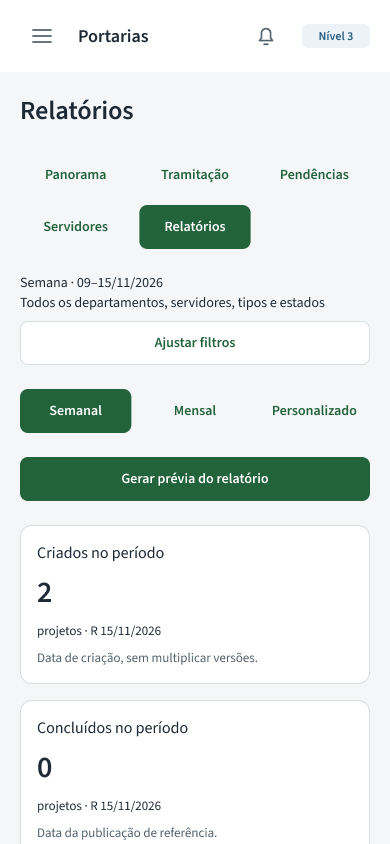 Portarias
Nível 3
Relatórios
Panorama
Tramitação
Pendências
Servidores
Relatórios
Semana · 09–15/11/2026
Todos os departamentos, servidores, tipos e estados
Ajustar filtros
Semanal
Mensal
Personalizado
Gerar prévia do relatório
Criados no período
2
projetos · R 15/11/2026
Data de criação, sem multiplicar versões.
Concluídos no período
0
projetos · R 15/11/2026
Data da publicação de referência.